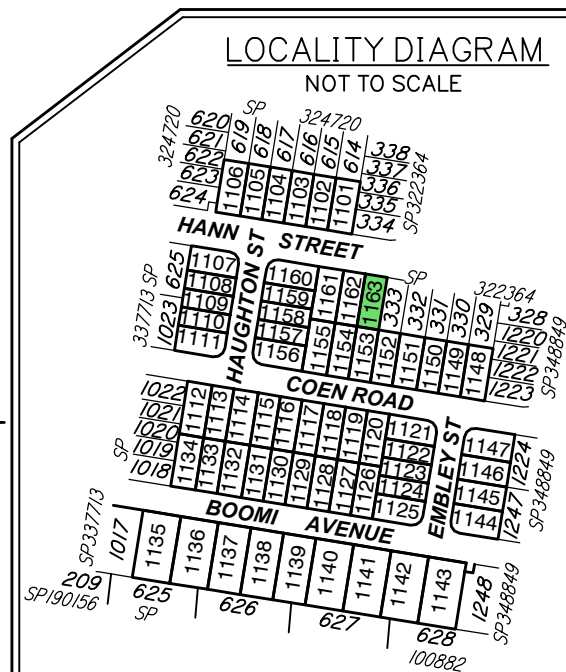 LOCALITY DIAGRAM
NOT TO SCALE
SP 324720
324720
620
621
622
623
624
619 618 617 616 615 614
338
337
336
335
334
SP322364
1106 1105 1104 1103 1102 1101
HANN STREET
HAUGHTON ST
337713 SP
625
1023
1107
1108
1109
1110
1111
1160
1159
1158
1157
1156
1161 1162 1163
333 332 331 330 329
SP 322364
328
1220
1221
1222
1223
SP348849
1155 1154 1153 1152 1151 1150 1149 1148
COEN ROAD
1022
1021
1020
1019
1018
SP
1112 1113 1114 1115 1116 1117 1118 1119 1120
1121
1122
1123
1124
1125
1134 1133 1132 1131 1130 1129 1128 1127 1126
EMBLEY ST
1147
1146
1145
1144
1224
1247
SP348849
BOOMI AVENUE
SP337713
1017
1135 1136 1137 1138 1139 1140 1141 1142 1143
1248
SP348849
209
SP190156
625 626 627 628
SP
100882